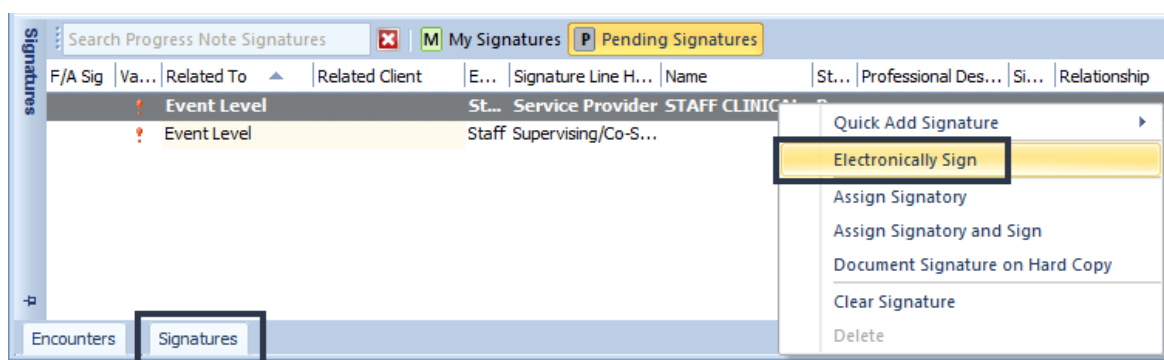 Signatures
Search Progress Note Signatures M My Signatures P Pending Signatures
F/A Sig Va... Related To Related Client E... Signature Line H... Name St... Professional Des... Si... Relationship
Event Level St... Service Provider STAFF CLINICAL
Event Level Staff Supervising/Co-S...
Quick Add Signature
Electronically Sign
Assign Signatory
Assign Signatory and Sign
Document Signature on Hard Copy
Clear Signature
Delete
Encounters Signatures